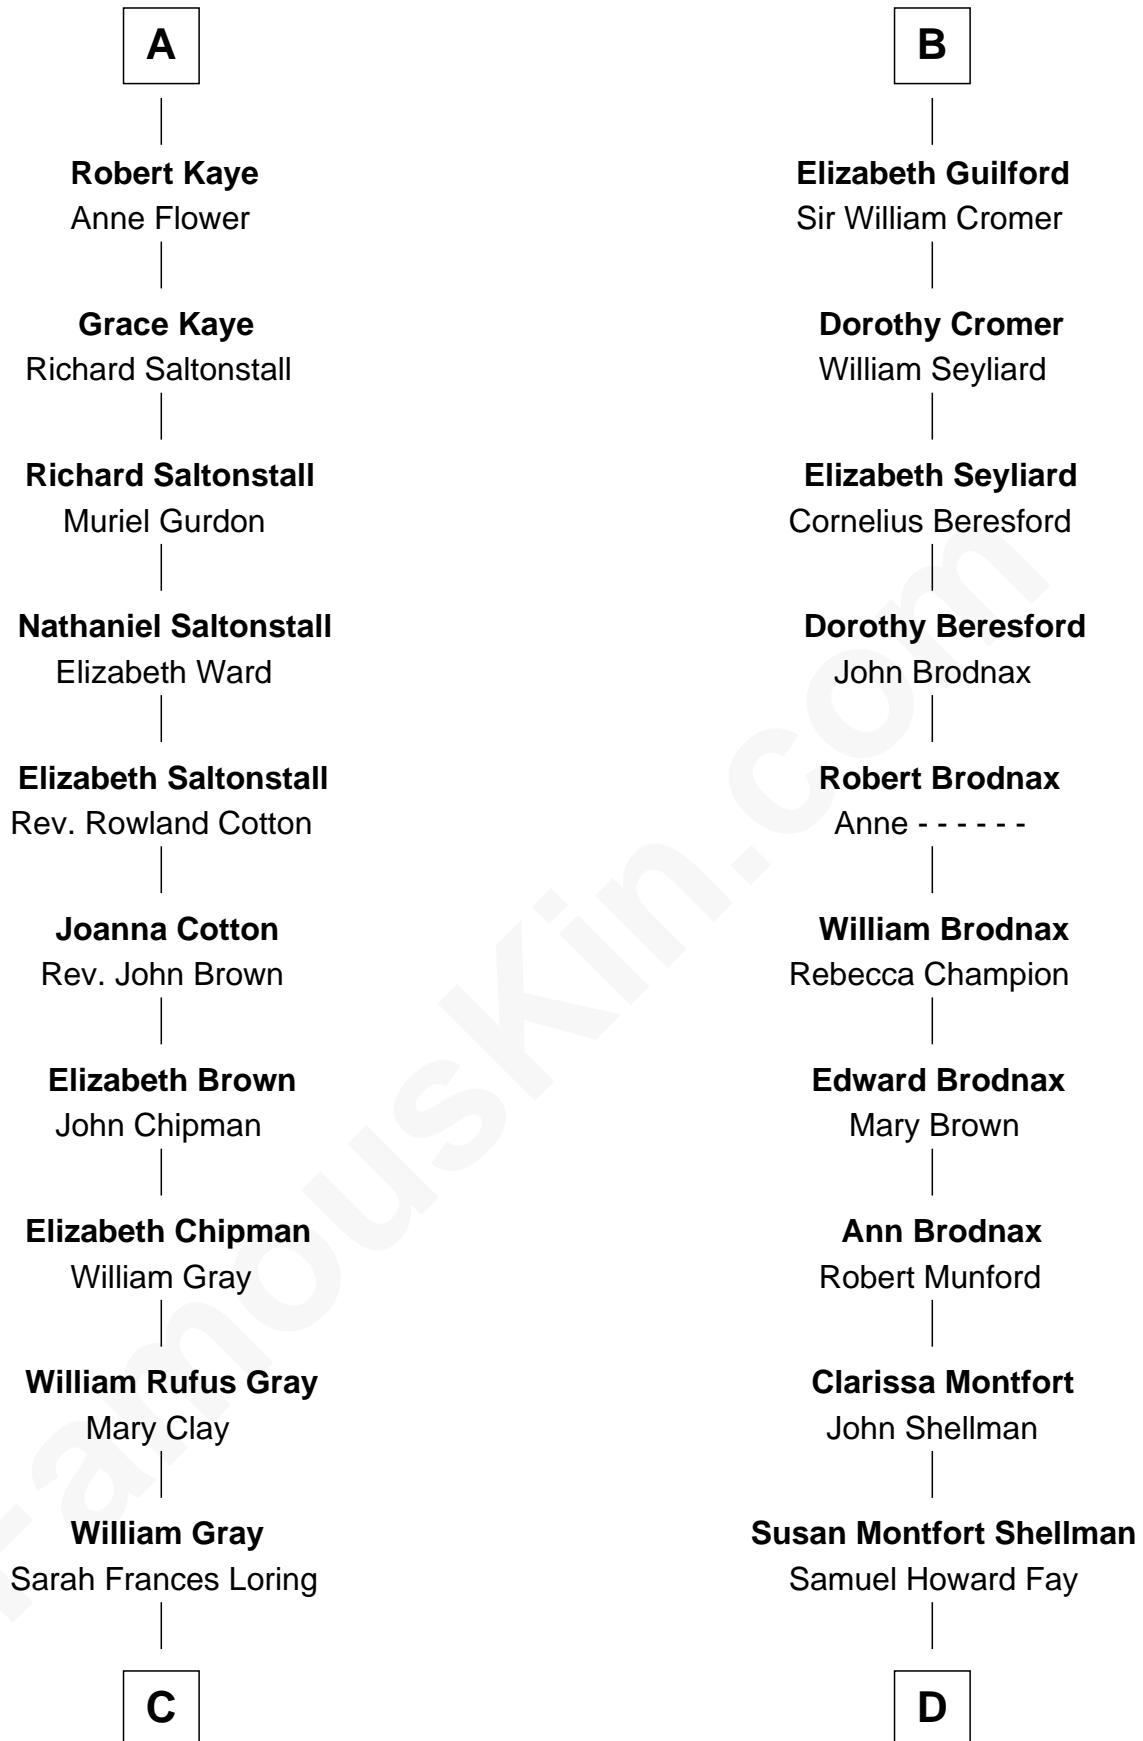 A
Robert Kaye
Anne Flower
Grace Kaye
Richard Saltonstall
Richard Saltonstall
Muriel Gurdon
Nathaniel Saltonstall
Elizabeth Ward
Elizabeth Saltonstall
Rev. Rowland Cotton
Joanna Cotton
Rev. John Brown
Elizabeth Brown
John Chipman
Elizabeth Chipman
William Gray
William Rufus Gray
Mary Clay
William Gray
Sarah Frances Loring
C
B
Elizabeth Guilford
Sir William Cromer
Dorothy Cromer
William Seyliard
Elizabeth Seyliard
Cornelius Beresford
Dorothy Beresford
John Brodnax
Robert Brodnax
Anne - - - - - -
William Brodnax
Rebecca Champion
Edward Brodnax
Mary Brown
Ann Brodnax
Robert Munford
Clarissa Montfort
John Shellman
Susan Montfort Shellman
Samuel Howard Fay
D
FamousKin.com